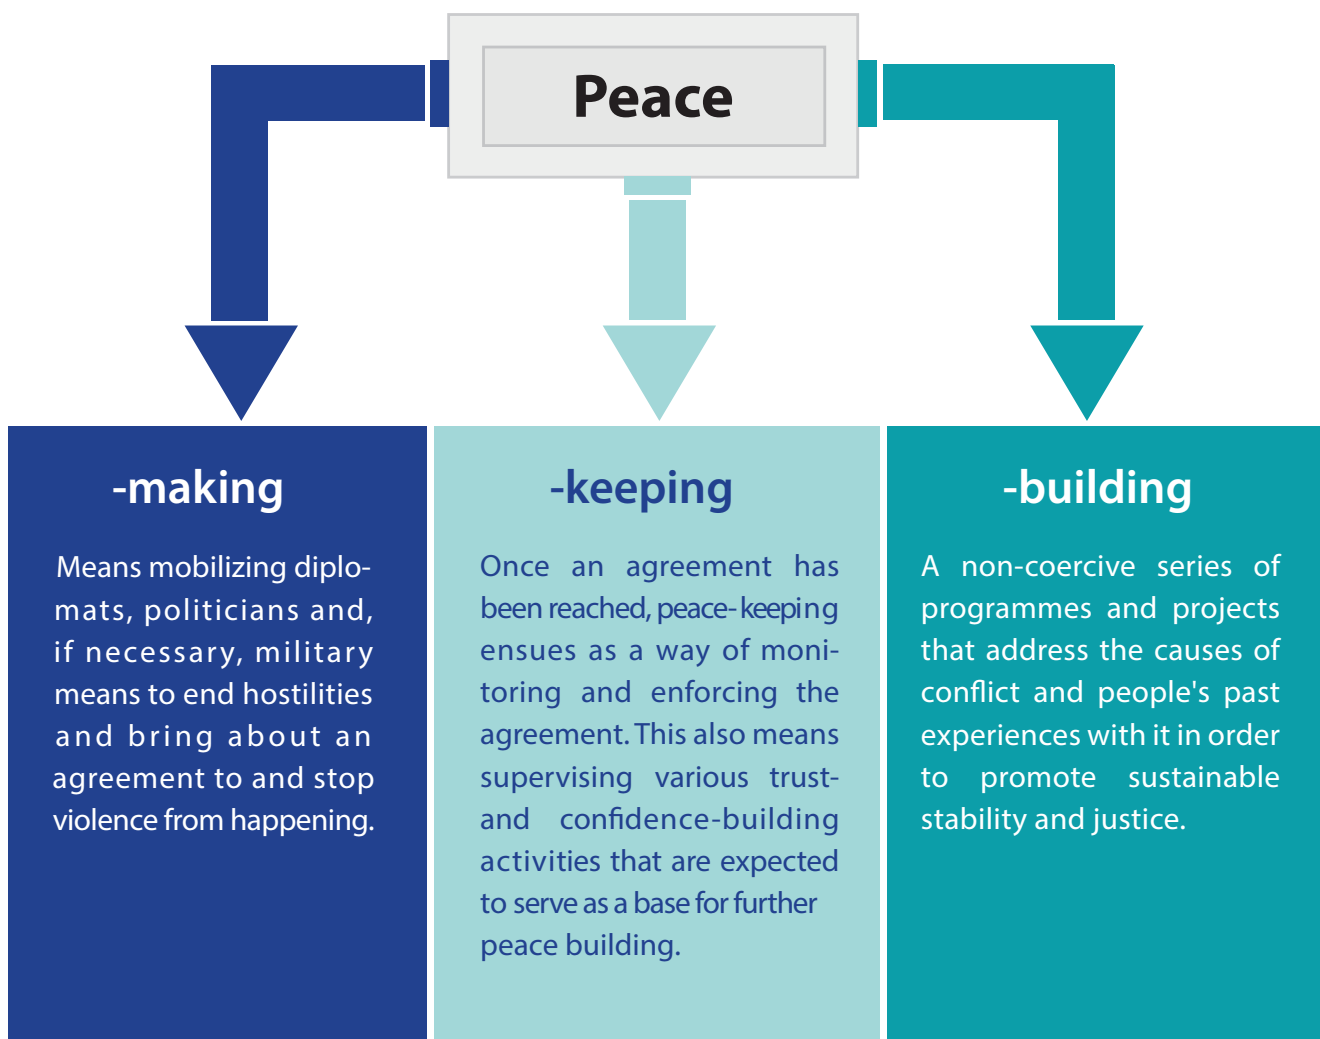 Peace
-making
Means mobilizing diplo-
mats, politicians and,
if necessary, military
means to end hostilities
and bring about an
agreement to and stop
violence from happening.
-keeping
Once an agreement has
been reached, peace-keeping
ensues as a way of moni-
toring and enforcing the
agreement. This also means
supervising various trust-
and confidence-building
activities that are expected
to serve as a base for further
peace building.
-building
A non-coercive series of
programmes and projects
that address the causes of
conflict and people's past
experiences with it in order
to promote sustainable
stability and justice.